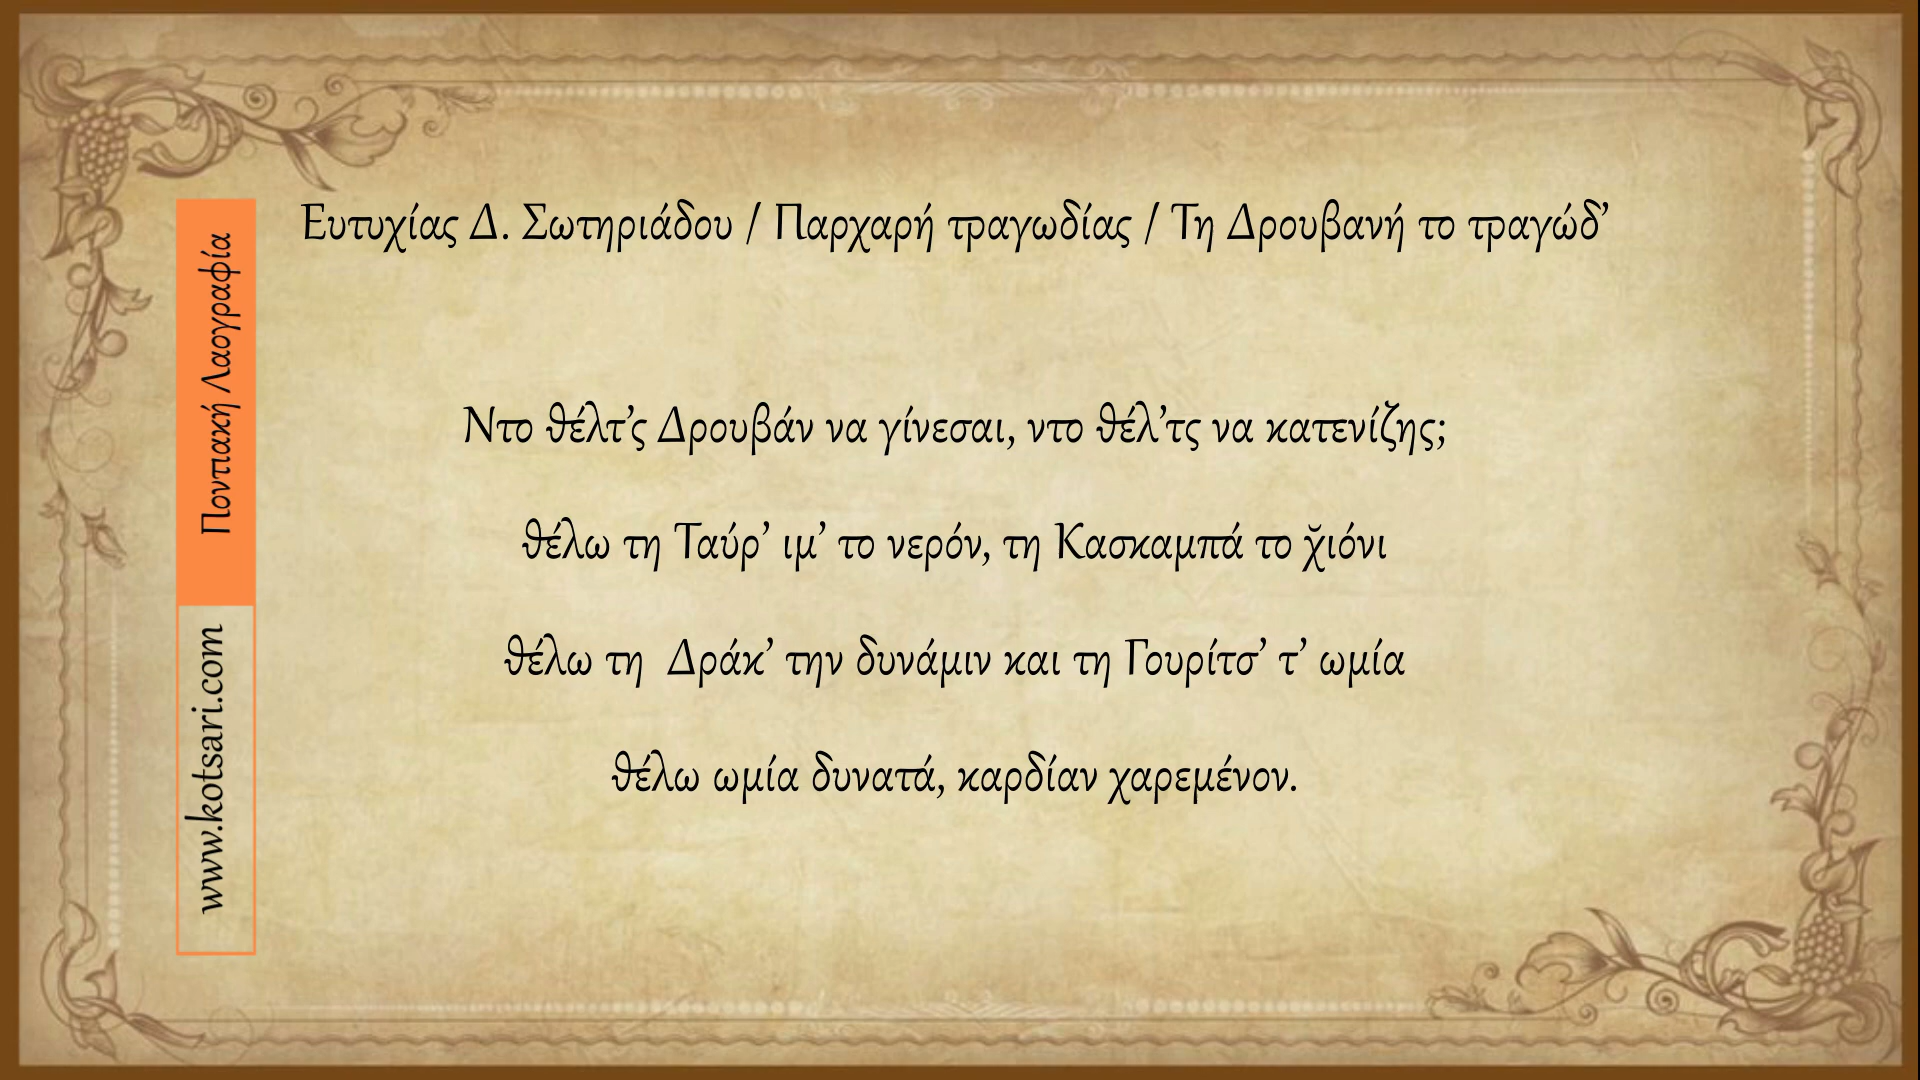 Ευτυχίας Δ. Σωτηριάδου / Παρχαρή τραγωδίας / Τη Δρουβανή το τραγώδ’
Ντο θέλτ’ς Δρουβάν να γίνεσαι, ντο θέλ’τς να κατενίζης;
θέλω τη Ταύρ’ ιμ’ το νερόν, τη Κασκαμπά το χ̆ιόνι
θέλω τη Δράκ’ την δυνάμιν και τη Γουρίτσ’ τ’ ωμία
θέλω ωμία δυνατά, καρδίαν χαρεμένον.
Ποντιακή Λαογραφία
www.kotsari.com